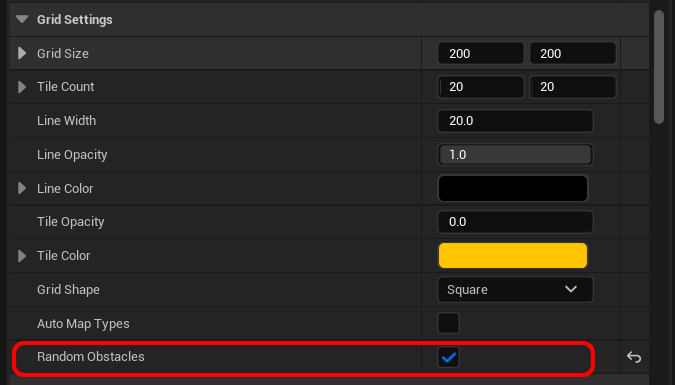 Grid Settings
Grid Size 200 200
Tile Count 20 20
Line Width 20.0
Line Opacity 1.0
Line Color
Tile Opacity 0.0
Tile Color
Grid Shape Square
Auto Map Types
Random Obstacles